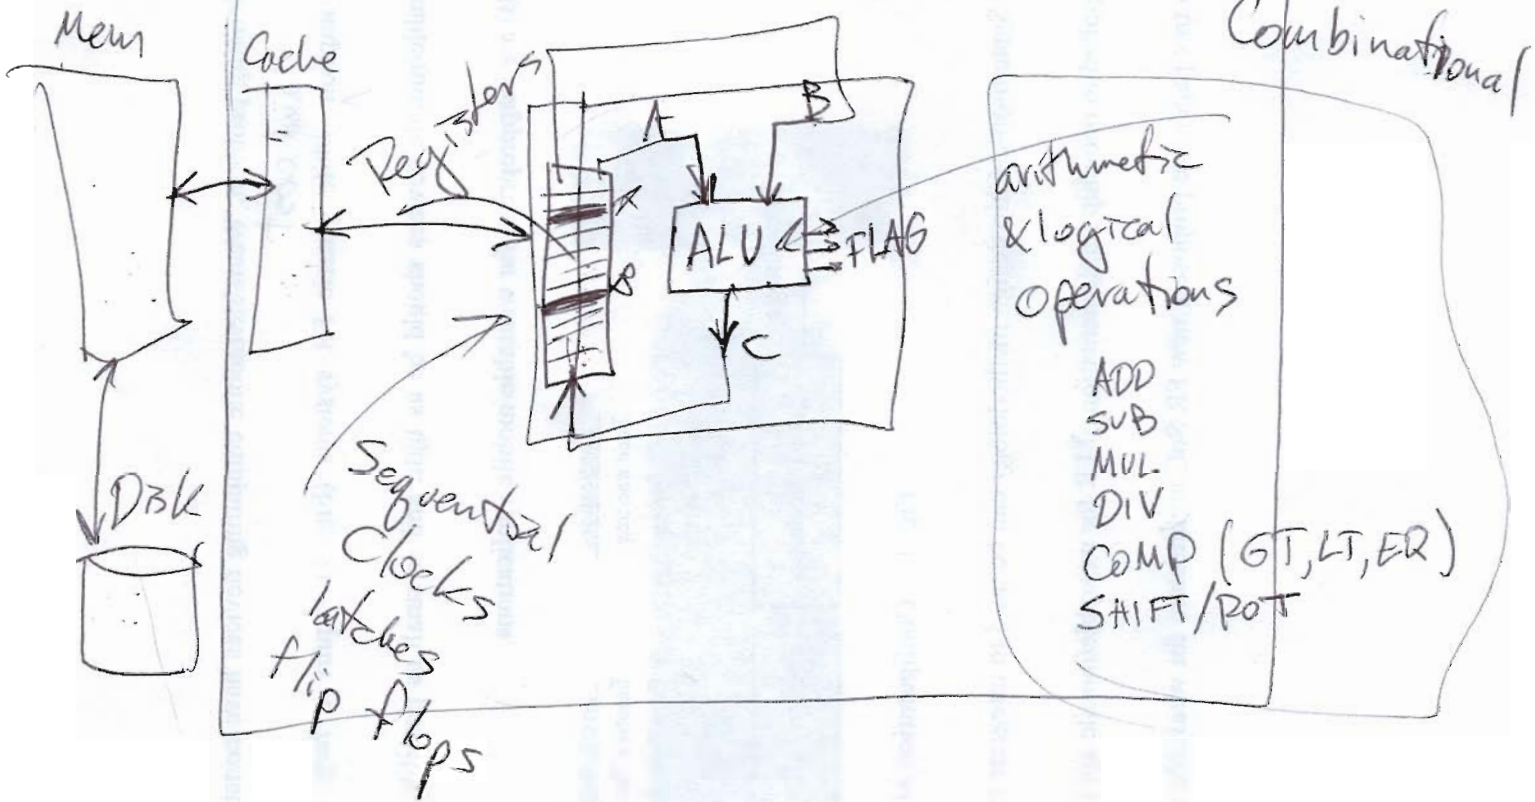 Mem
Cache
Registers
A
B
A
B
ALU
FLAG
C
Disk
Sequential
Clocks
latches
flip flops
Combinational
arithmetic
& logical
operations
ADD
SUB
MUL
DIV
COMP (GT, LT, EQ)
SHIFT/ROT